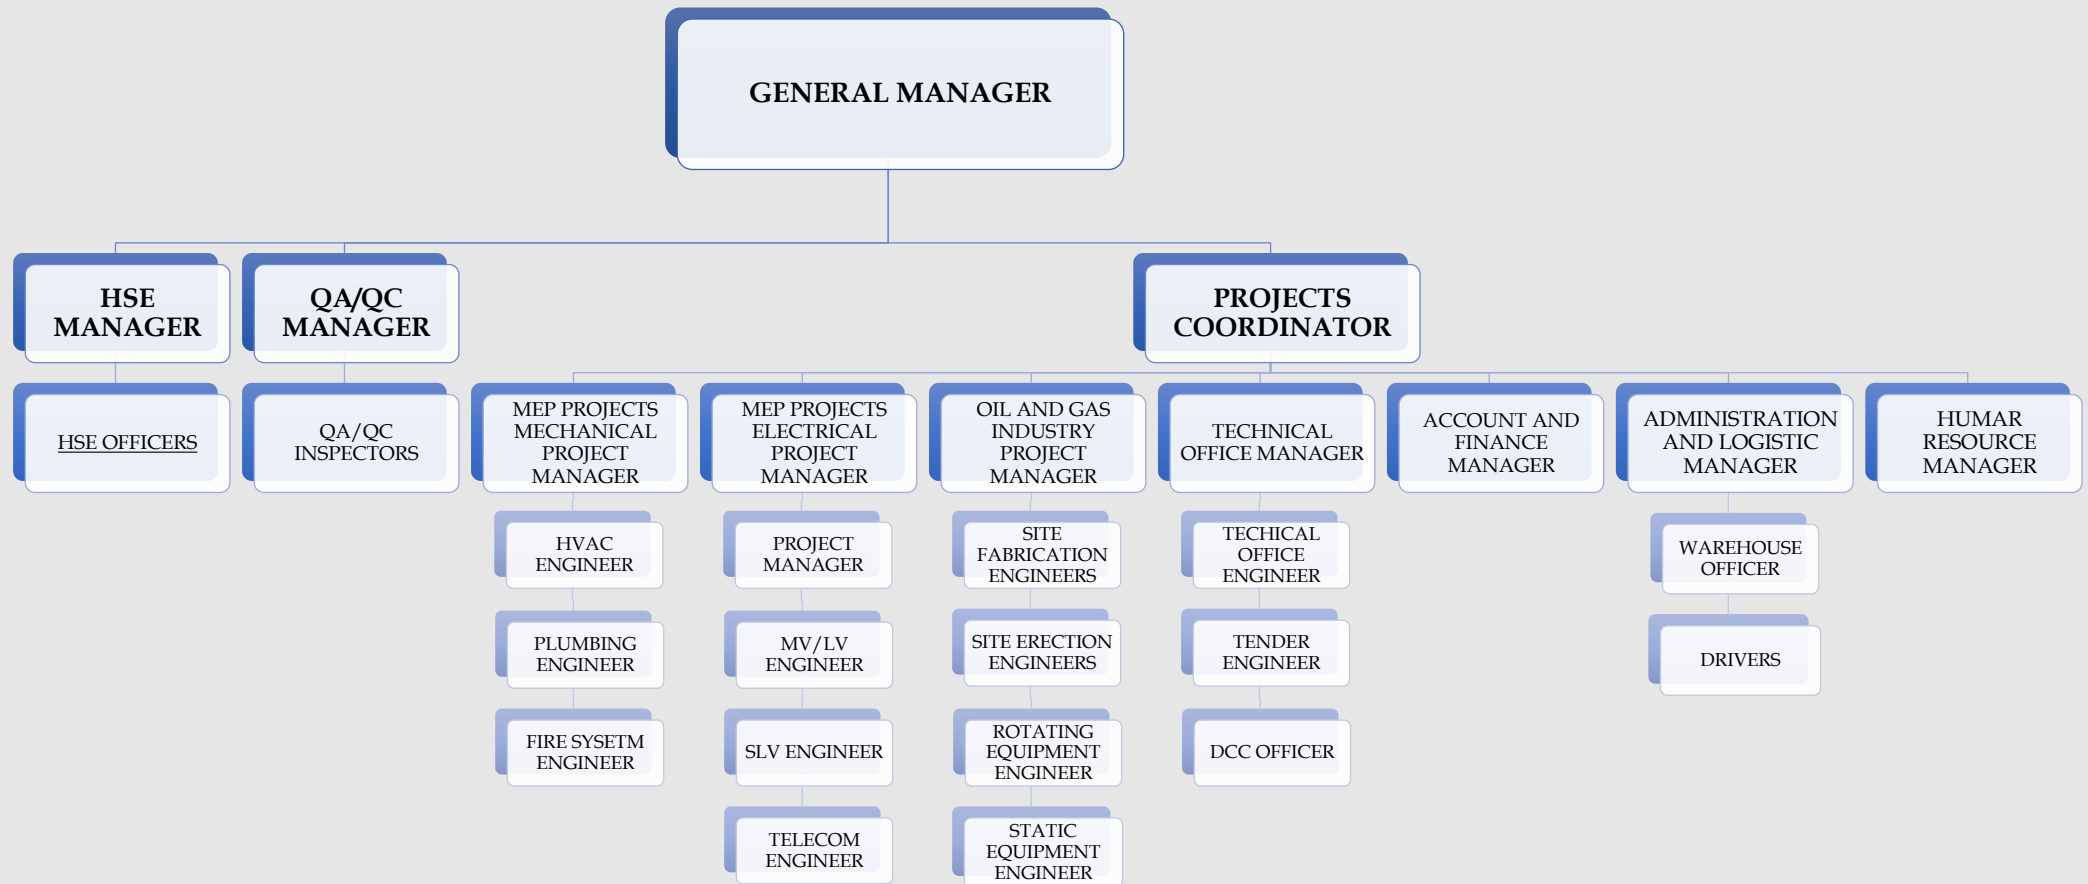 GENERAL MANAGER
HSE
MANAGER
QA/QC
MANAGER
PROJECTS
COORDINATOR
HSE OFFICERS
QA/QC
INSPECTORS
MEP PROJECTS
MECHANICAL
PROJECT
MANAGER
MEP PROJECTS
ELECTRICAL
PROJECT
MANAGER
OIL AND GAS
INDUSTRY
PROJECT
MANAGER
TECHNICAL
OFFICE MANAGER
ACCOUNT AND
FINANCE
MANAGER
ADMINISTRATION
AND LOGISTIC
MANAGER
HUMAR
RESOURCE
MANAGER
HVAC
ENGINEER
PLUMBING
ENGINEER
FIRE SYSETM
ENGINEER
PROJECT
MANAGER
MV/LV
ENGINEER
SLV ENGINEER
TELECOM
ENGINEER
SITE
FABRICATION
ENGINEERS
SITE ERECTION
ENGINEERS
ROTATING
EQUIPMENT
ENGINEER
STATIC
EQUIPMENT
ENGINEER
TECHICAL
OFFICE
ENGINEER
TENDER
ENGINEER
DCC OFFICER
WAREHOUSE
OFFICER
DRIVERS